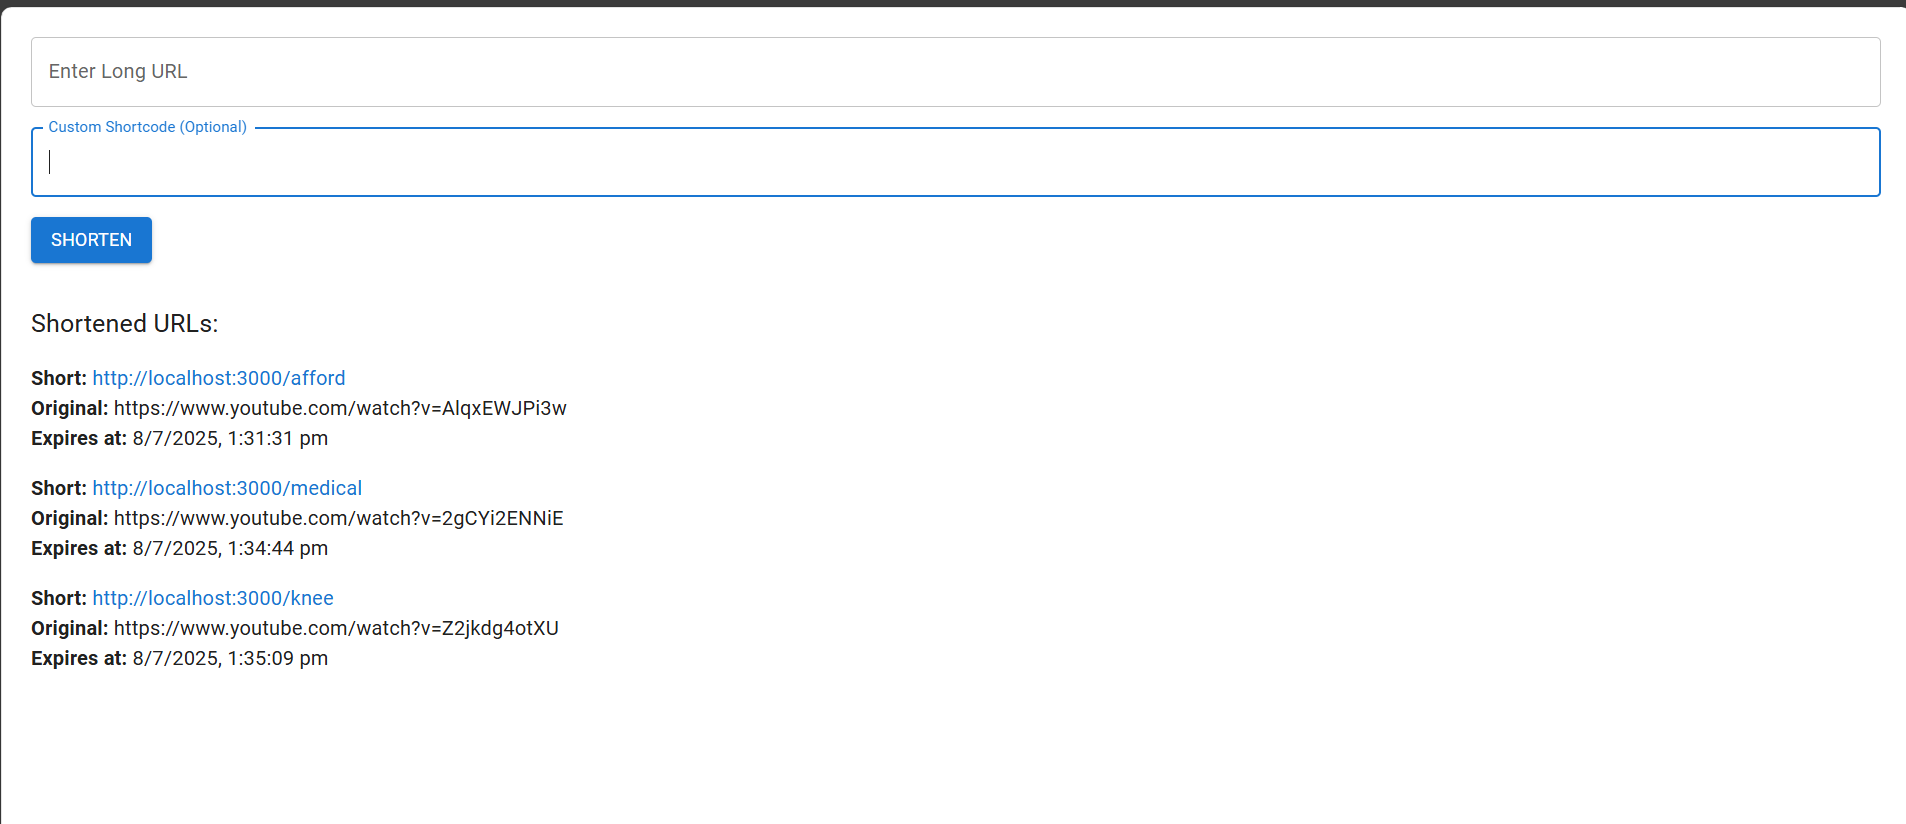 Enter Long URL
Custom Shortcode (Optional)
SHORTEN
Shortened URLs:
Short: http://localhost:3000/afford
Original: https://www.youtube.com/watch?v=AlqxEWJPi3w
Expires at: 8/7/2025, 1:31:31 pm
Short: http://localhost:3000/medical
Original: https://www.youtube.com/watch?v=2gCYi2ENNiE
Expires at: 8/7/2025, 1:34:44 pm
Short: http://localhost:3000/knee
Original: https://www.youtube.com/watch?v=Z2jkdg4otXU
Expires at: 8/7/2025, 1:35:09 pm